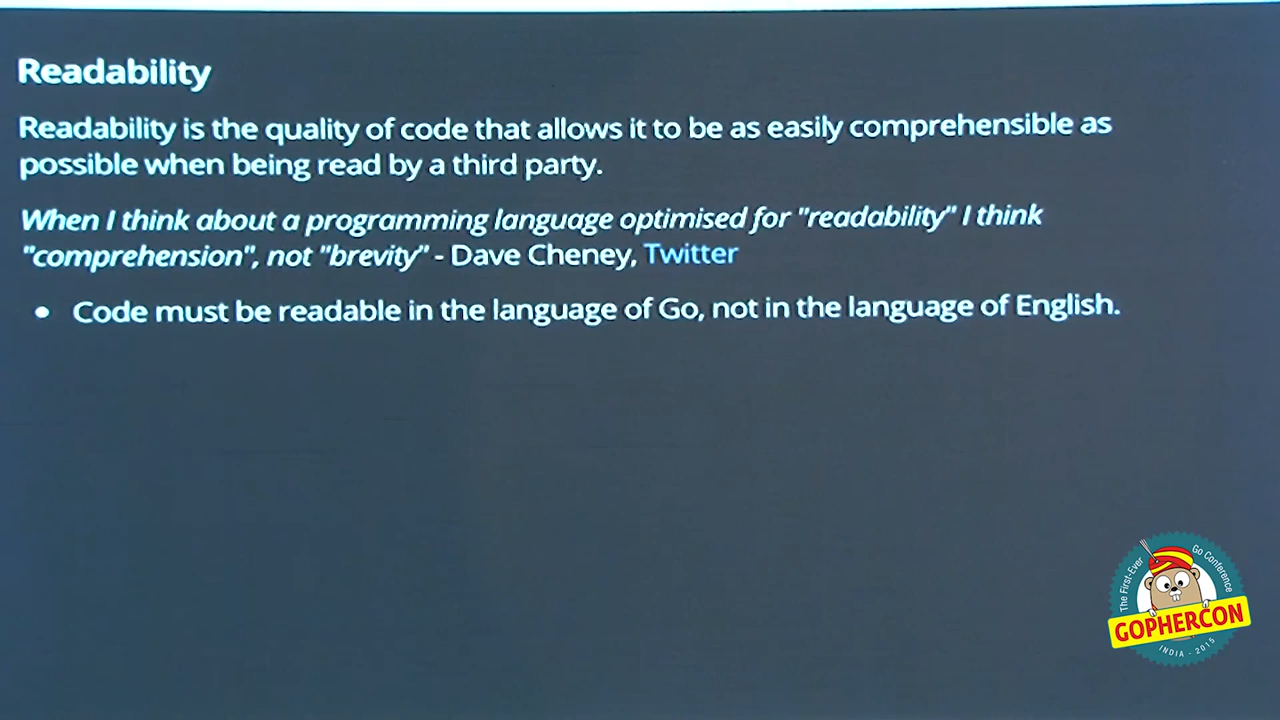 Readability
Readability is the quality of code that allows it to be as easily comprehensible as
possible when being read by a third party.
When I think about a programming language optimised for "readability" I think
"comprehension", not "brevity" - Dave Cheney, Twitter
• Code must be readable in the language of Go, not in the language of English.
The First-Ever
Go Conference
GOPHERCON
INDIA - 2015